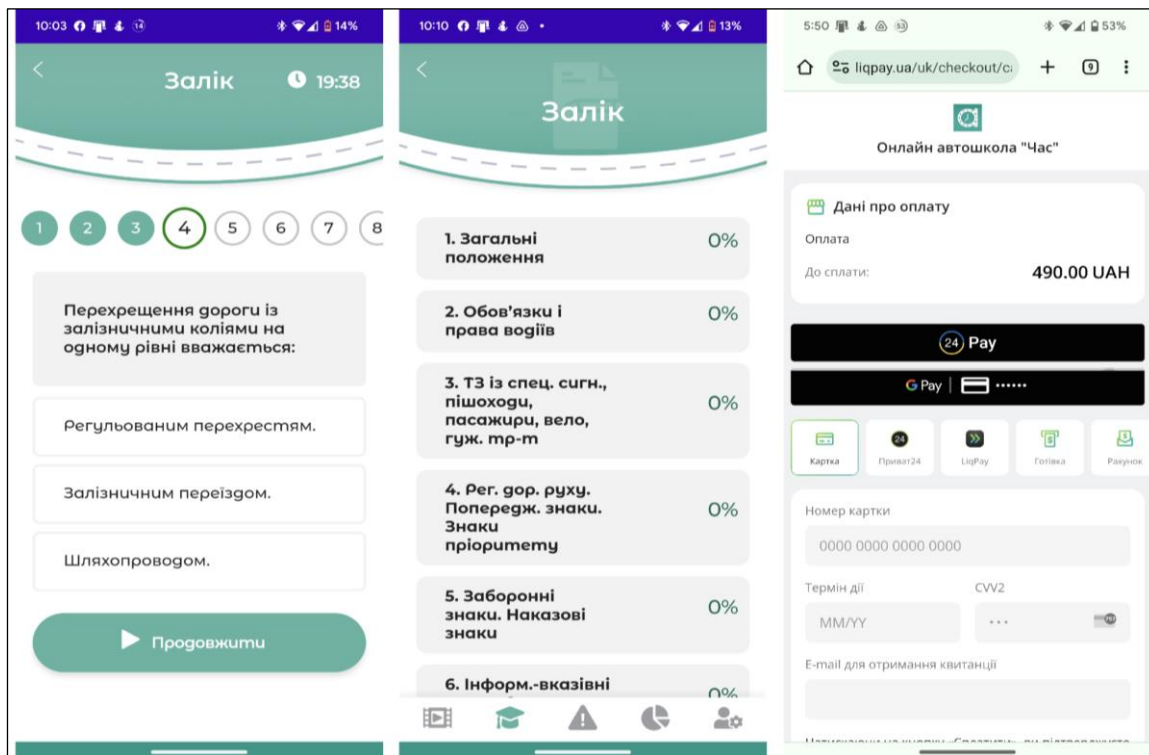 10:03 14 14%
Залік
19:38
1 2 3 4 5 6 7 8
Перехрещення дороги із
залізничними коліями на
одному рівні вважається:
Регульованим перехрестям.
Залізничним переїздом.
Шляхопроводом.
Продовжити
10:10 13%
Залік
1. Загальні
положення
0%
2. Обов’язки і
права водіїв
0%
3. ТЗ із спец. сигн.,
пішоходи,
пасажири, вело,
гуж. тр-т
0%
4. Рег. дор. руху.
Попередж. знаки.
Знаки
пріоритету
0%
5. Заборонні
знаки. Наказові
знаки
0%
6. Інформ.-вказівні
0%
5:50 53 53%
liqpay.ua/uk/checkout/ca
9
Онлайн автошкола "Час"
Дані про оплату
Оплата
До сплати: 490.00 UAH
24 Pay
G Pay
Картка Приват24 LiqPay Готівка Рахунок
Номер картки
0000 0000 0000 0000
Термін дії CVV2
MM/YY
E-mail для отримання квитанції